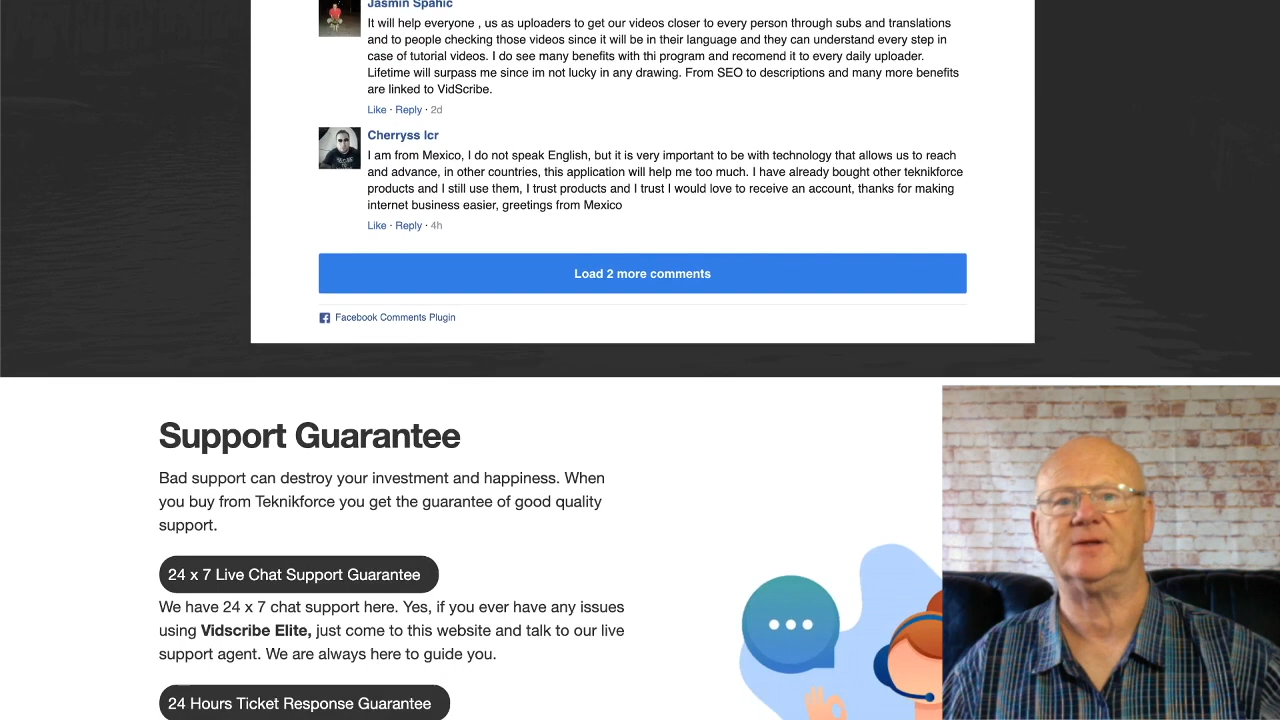 Jasmin Spahic
It will help everyone , us as uploaders to get our videos closer to every person through subs and translations
and to people checking those videos since it will be in their language and they can understand every step in
case of tutorial videos. I do see many benefits with thi program and recomend it to every daily uploader.
Lifetime will surpass me since im not lucky in any drawing. From SEO to descriptions and many more benefits
are linked to VidScribe.
Like · Reply · 2d
Cherryss Icr
I am from Mexico, I do not speak English, but it is very important to be with technology that allows us to reach
and advance, in other countries, this application will help me too much. I have already bought other teknikforce
products and I still use them, I trust products and I trust I would love to receive an account, thanks for making
internet business easier, greetings from Mexico
Like · Reply · 4h
Load 2 more comments
Facebook Comments Plugin
Support Guarantee
Bad support can destroy your investment and happiness. When
you buy from Teknikforce you get the guarantee of good quality
support.
24 x 7 Live Chat Support Guarantee
We have 24 x 7 chat support here. Yes, if you ever have any issues
using Vidscribe Elite, just come to this website and talk to our live
support agent. We are always here to guide you.
24 Hours Ticket Response Guarantee